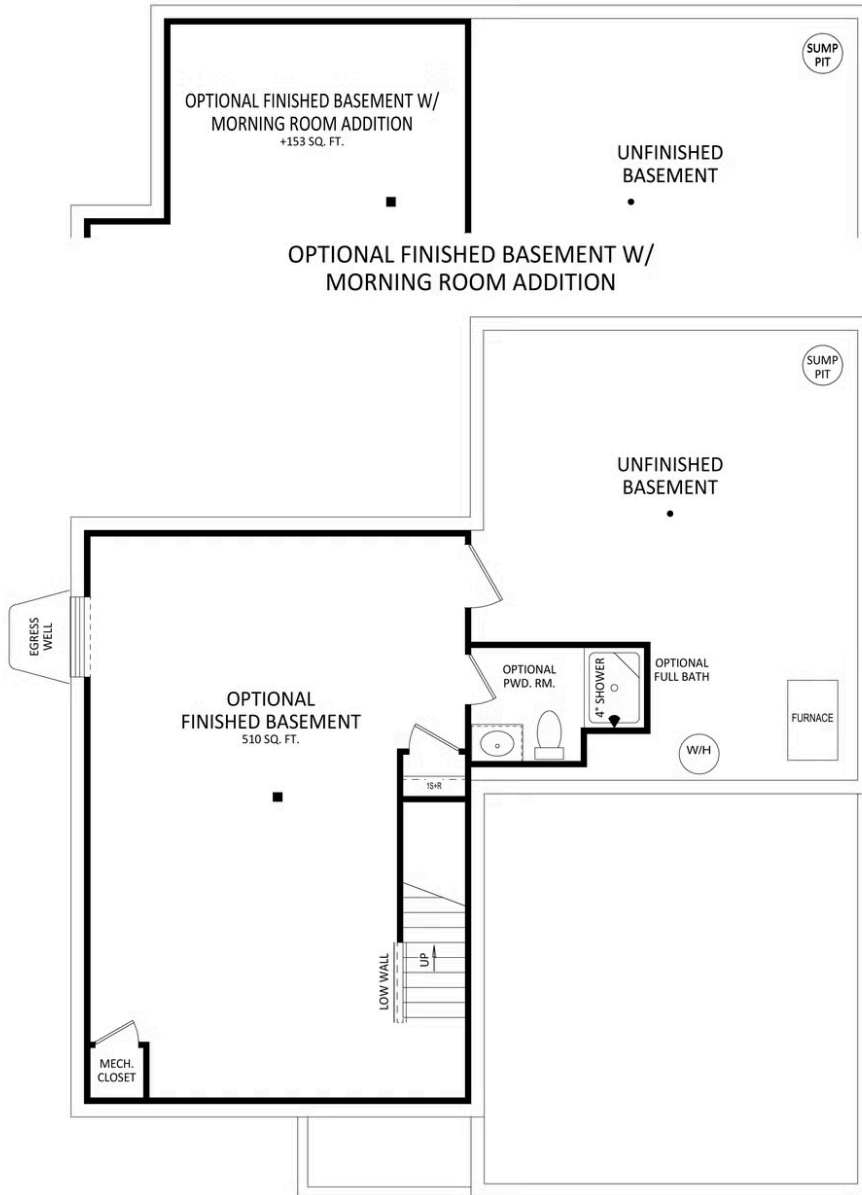 SUMP
PIT
OPTIONAL FINISHED BASEMENT W/
MORNING ROOM ADDITION
+153 SQ. FT.
UNFINISHED
BASEMENT
OPTIONAL FINISHED BASEMENT W/
MORNING ROOM ADDITION
SUMP
PIT
UNFINISHED
BASEMENT
EGRESS
WELL
OPTIONAL
PWD. RM.
4" SHOWER
OPTIONAL
FULL BATH
OPTIONAL
FINISHED BASEMENT
510 SQ. FT.
FURNACE
W/H
1S+R
LOW WALL
UP
MECH.
CLOSET